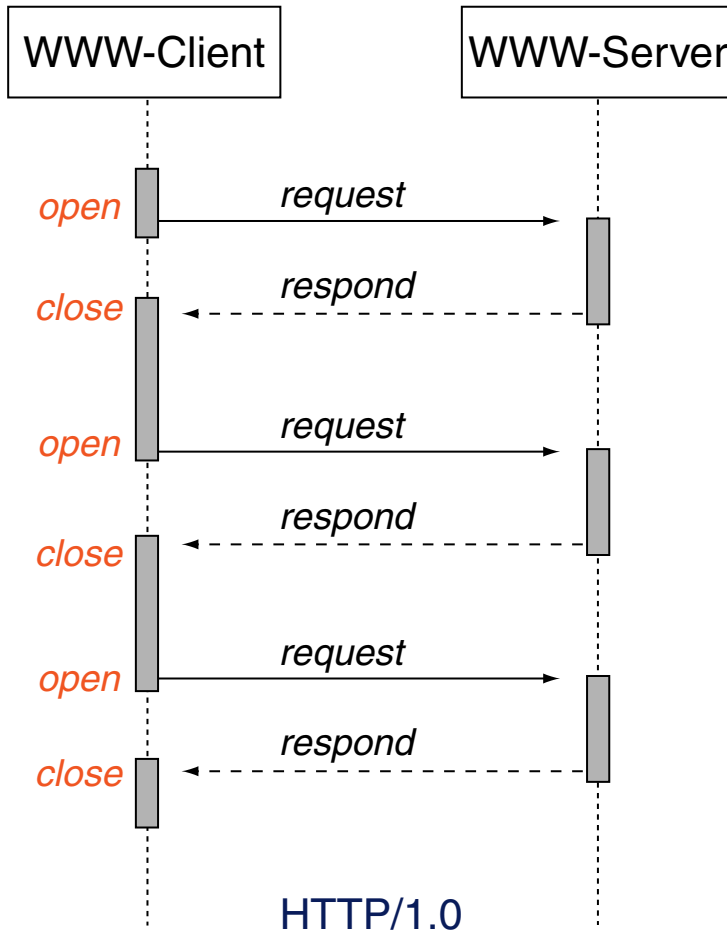 WWW-Client
WWW-Server
open
request
close
respond
open
request
close
respond
open
request
close
respond
HTTP/1.0